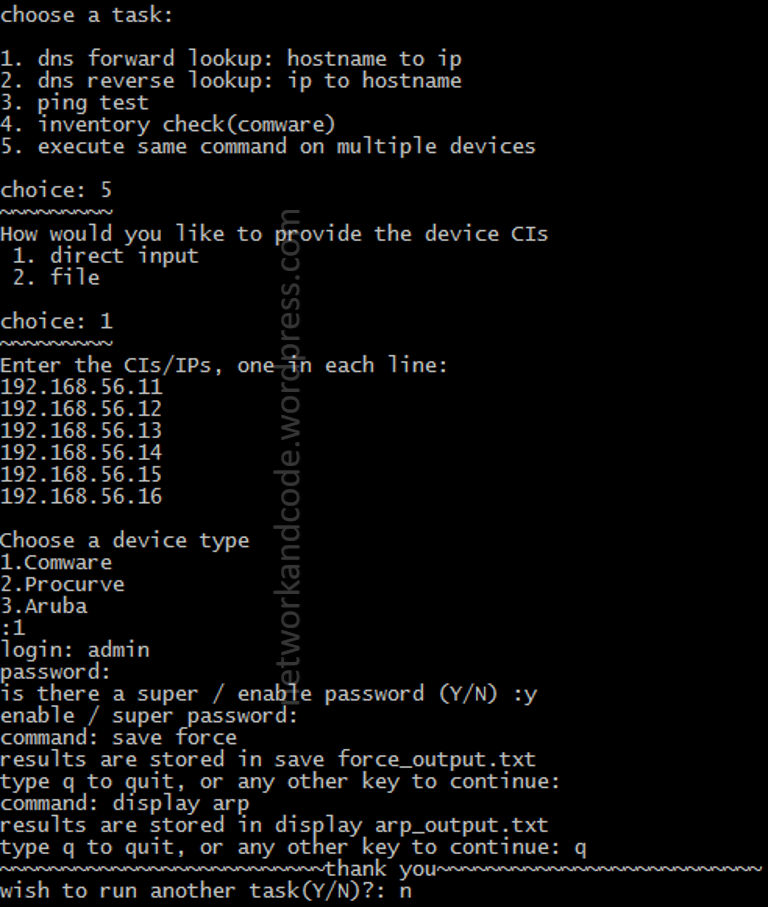 choose a task:
1. dns forward lookup: hostname to ip
2. dns reverse lookup: ip to hostname
3. ping test
4. inventory check(comware)
5. execute same command on multiple devices
choice: 5
~~~~~~~~~
How would you like to provide the device CIs
1. direct input
2. file
choice: 1
~~~~~~~~~
Enter the CIs/IPs, one in each line:
192.168.56.11
192.168.56.12
192.168.56.13
192.168.56.14
192.168.56.15
192.168.56.16
Choose a device type
1.Comware
2.Procurve
3.Aruba
:1
login: admin
password:
is there a super / enable password (Y/N) :y
enable / super password:
command: save force
results are stored in save force_output.txt
type q to quit, or any other key to continue:
command: display arp
results are stored in display arp_output.txt
type q to quit, or any other key to continue: q
~~~~~~~~~~~~~~~~~~~~~~~~~~thank you~~~~~~~~~~~~~~~~~~~~~~~~~~
wish to run another task(Y/N)?: n
networkandcode.wordpress.com